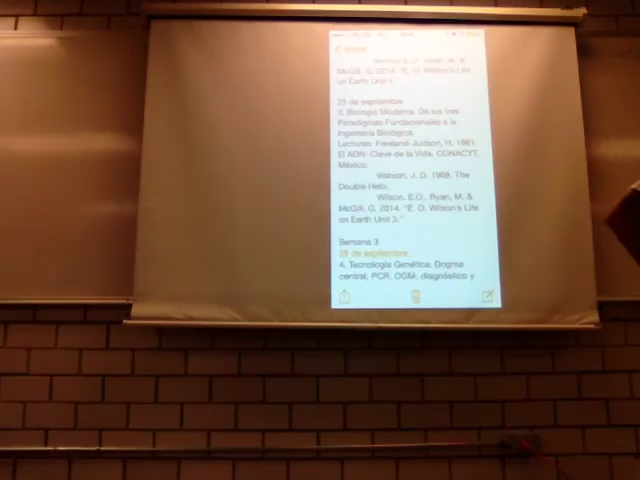 Wilson, E.O., Ryan, M. &
McGill, G. 2014. "E. O. Wilson's Life
on Earth Unit 1."
25 de septiembre
3. Biología Moderna. De los tres
Paradigmas Fundacionales a la
Ingeniería Biológica.
Lecturas: Freeland-Judson, H. 1961.
El ADN: Clave de la Vida. CONACYT,
México.
Watson, J. D. 1968. The
Double Helix.
Wilson, E.O., Ryan, M. &
McGill, G. 2014. "E. O. Wilson's Life
on Earth Unit 3."
Semana 3
28 de septiembre
4. Tecnología Genética: Dogma
central, PCR, OGM, diagnóstico y